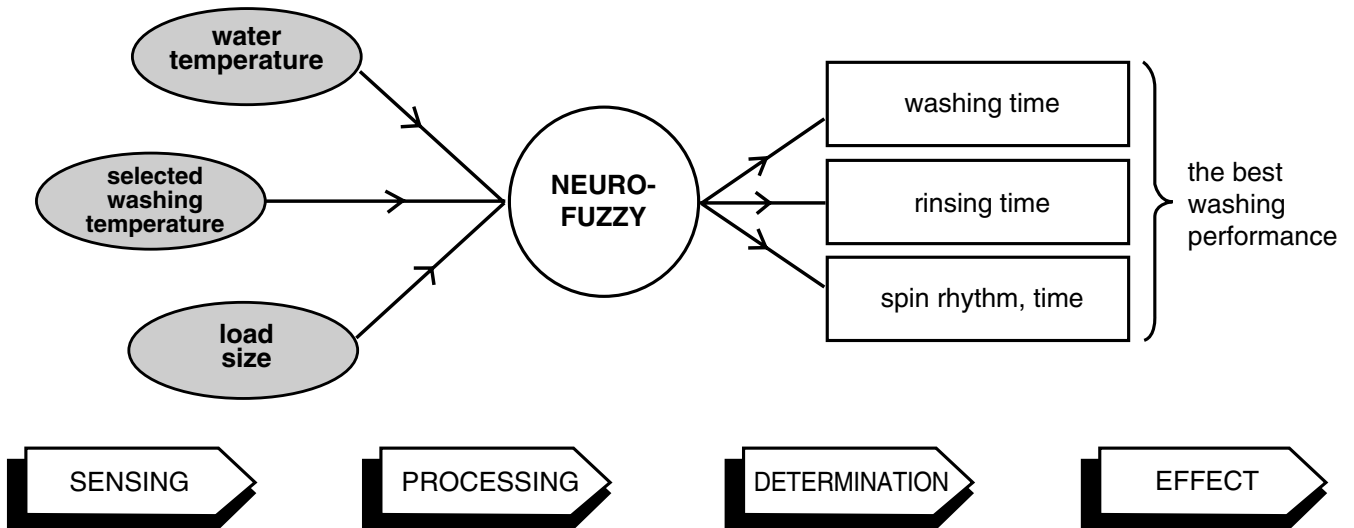 water
temperature
selected
washing
temperature
load
size
NEURO-
FUZZY
washing time
rinsing time
spin rhythm, time
the best
washing
performance
SENSING
PROCESSING
DETERMINATION
EFFECT